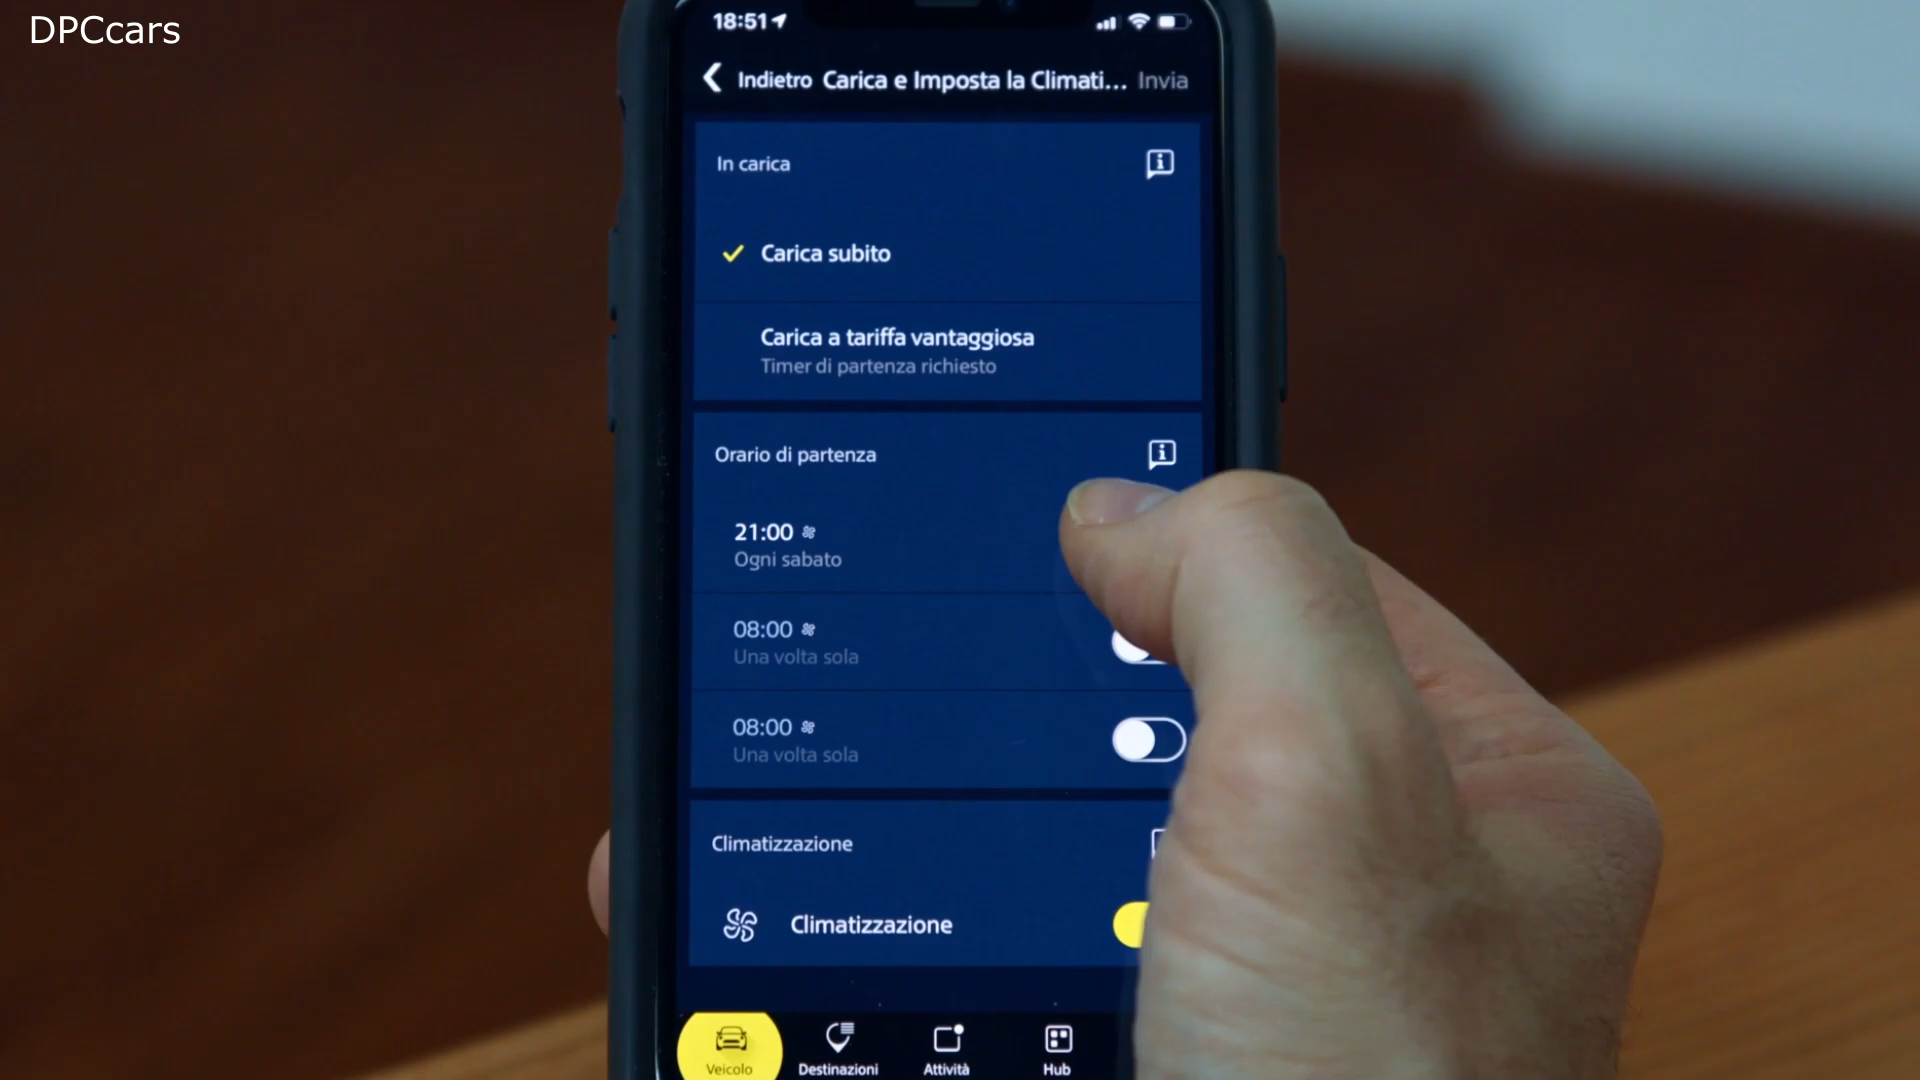 DPCcars
18:51
Indietro Carica e Imposta la Climati... Invia
In carica
Carica subito
Carica a tariffa vantaggiosa
Timer di partenza richiesto
Orario di partenza
21:00
Ogni sabato
08:00
Una volta sola
08:00
Una volta sola
Climatizzazione
Climatizzazione
Veicolo Destinazioni Attività Hub